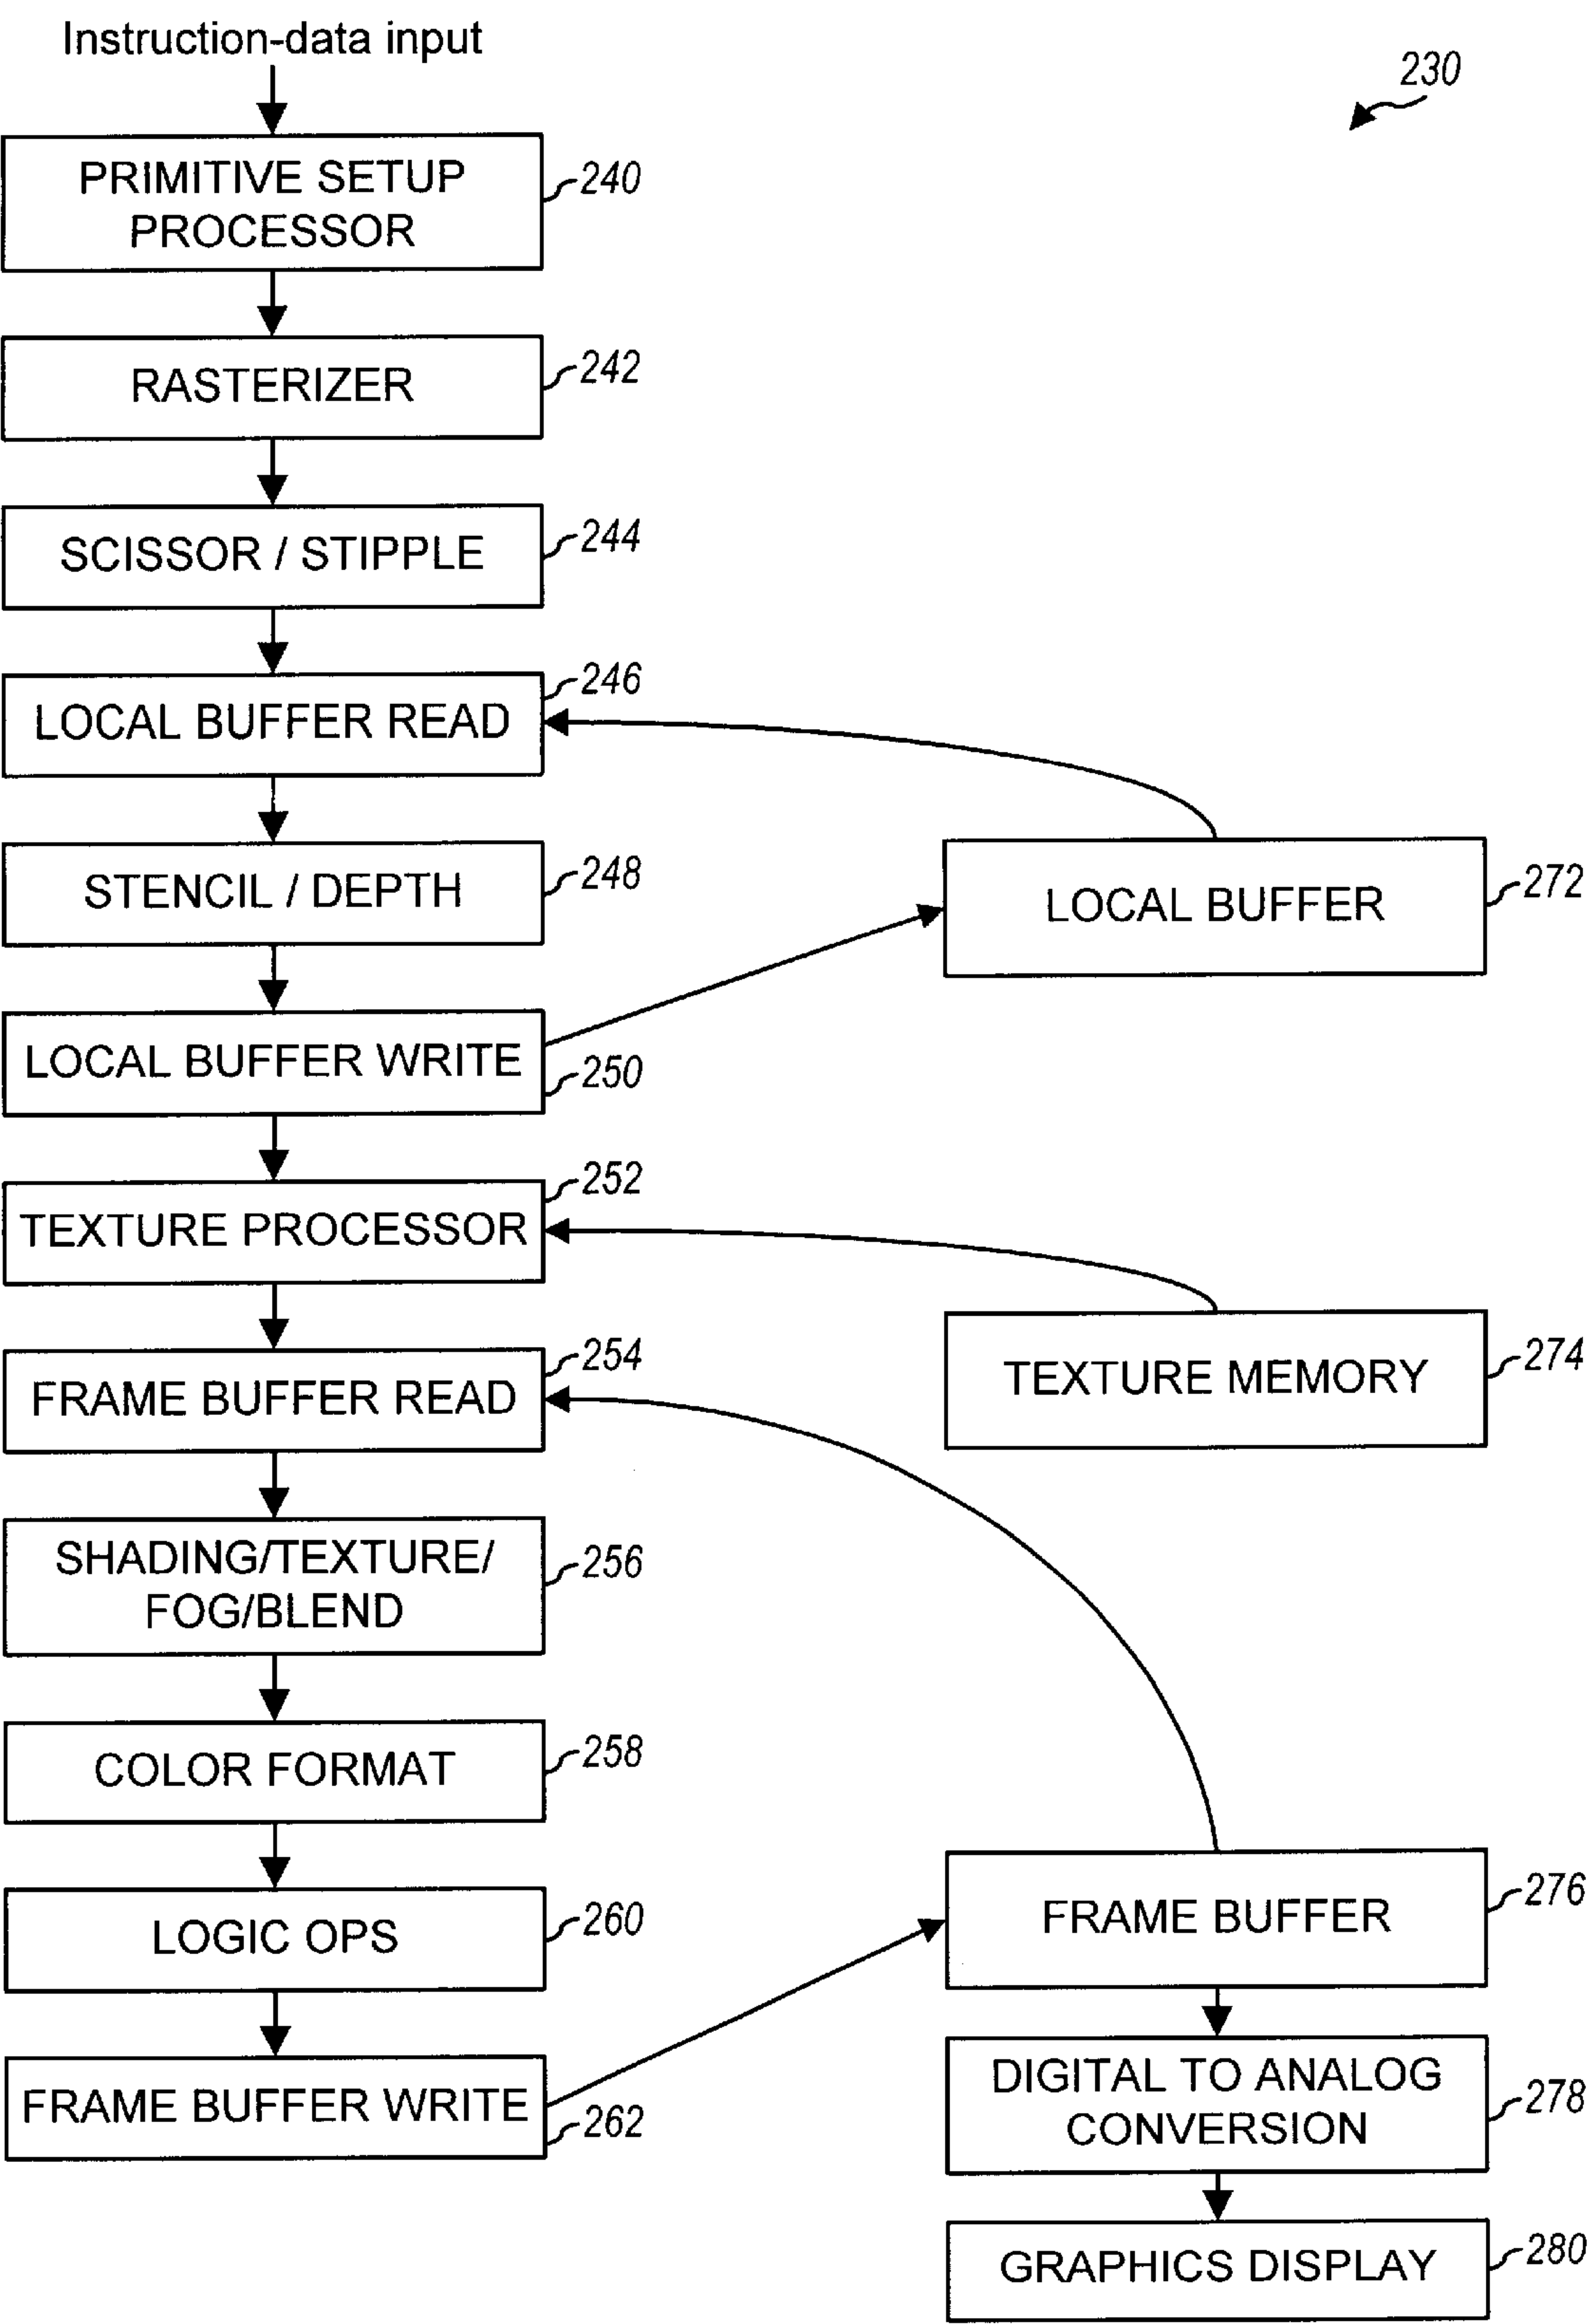 Instruction-data input
230
PRIMITIVE SETUP
PROCESSOR
240
RASTERIZER
242
SCISSOR / STIPPLE
244
LOCAL BUFFER READ
246
STENCIL / DEPTH
248
LOCAL BUFFER
272
LOCAL BUFFER WRITE
250
TEXTURE PROCESSOR
252
TEXTURE MEMORY
274
FRAME BUFFER READ
254
SHADING/TEXTURE/
FOG/BLEND
256
COLOR FORMAT
258
LOGIC OPS
260
FRAME BUFFER
276
FRAME BUFFER WRITE
262
DIGITAL TO ANALOG
CONVERSION
278
GRAPHICS DISPLAY
280